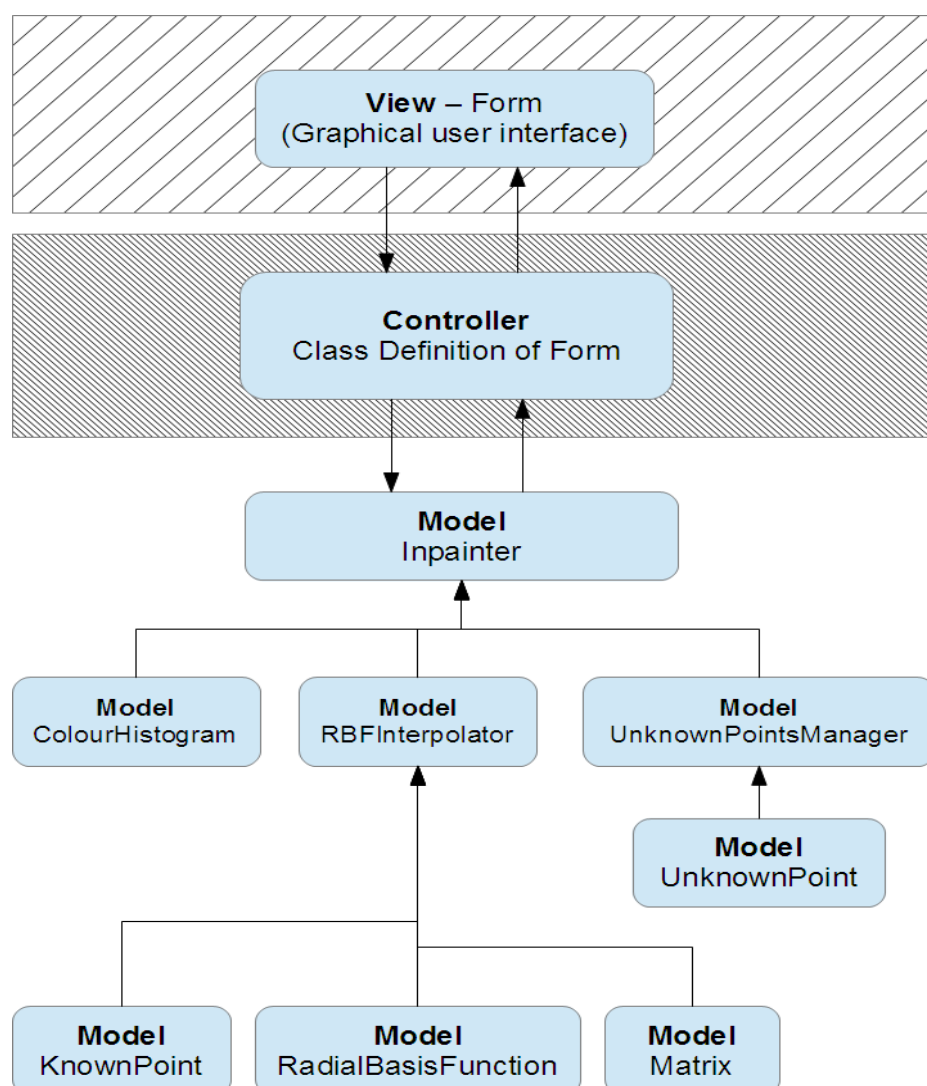 View – Form
(Graphical user interface)
Controller
Class Definition of Form
Model
Inpainter
Model
ColourHistogram
Model
RBFInterpolator
Model
UnknownPointsManager
Model
UnknownPoint
Model
KnownPoint
Model
RadialBasisFunction
Model
Matrix